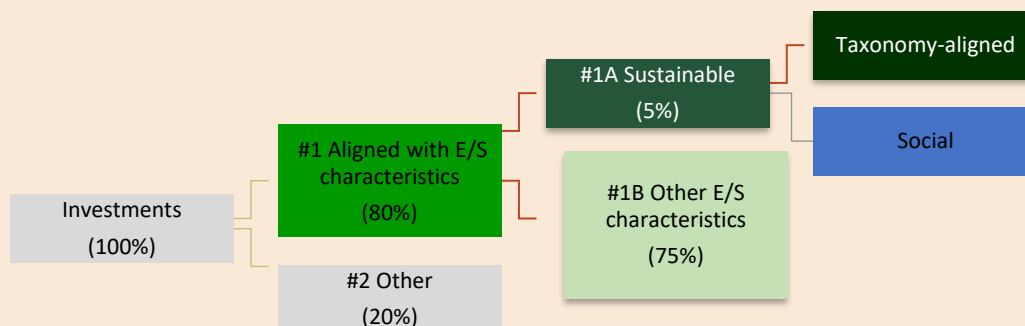 Investments
(100%)
#1 Aligned with E/S
characteristics
(80%)
#2 Other
(20%)
#1A Sustainable
(5%)
#1B Other E/S
characteristics
(75%)
Taxonomy-aligned
Social